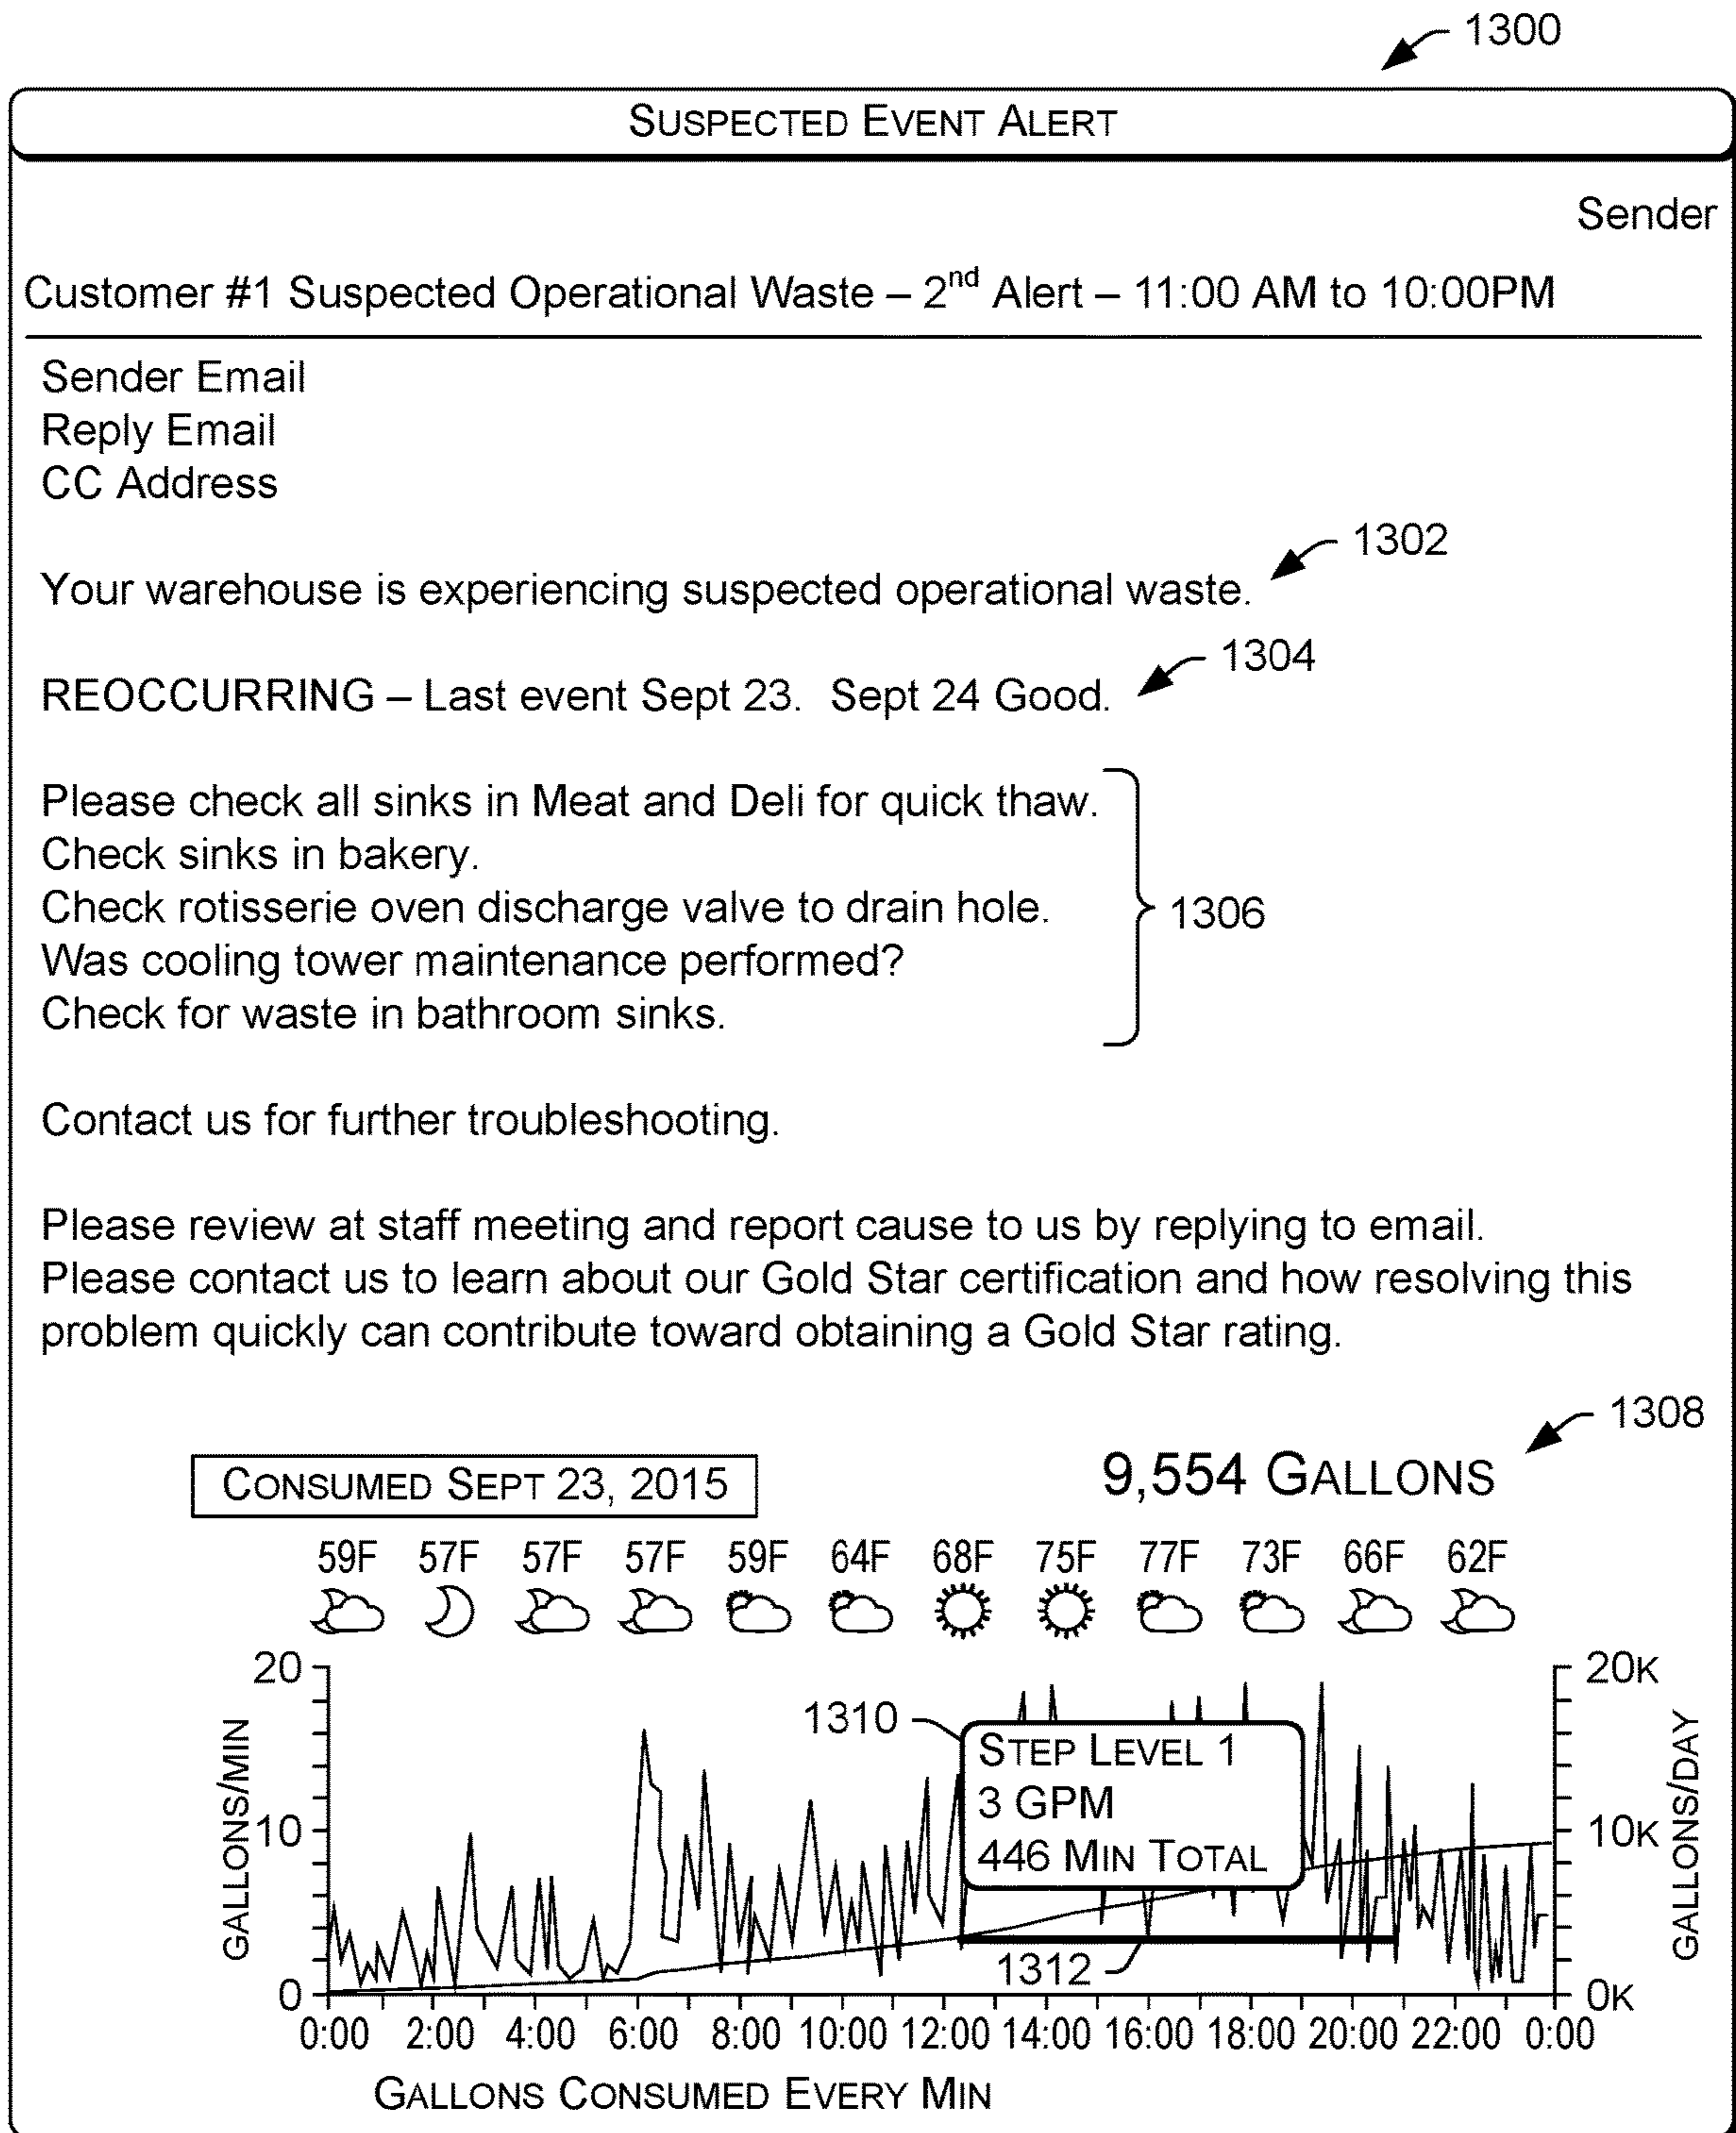 1300
SUSPECTED EVENT ALERT
Sender
Customer #1 Suspected Operational Waste – 2nd Alert – 11:00 AM to 10:00PM
Sender Email
Reply Email
CC Address
1302
Your warehouse is experiencing suspected operational waste.
1304
REOCCURRING – Last event Sept 23. Sept 24 Good.
Please check all sinks in Meat and Deli for quick thaw.
Check sinks in bakery.
Check rotisserie oven discharge valve to drain hole.
1306
Was cooling tower maintenance performed?
Check for waste in bathroom sinks.
Contact us for further troubleshooting.
Please review at staff meeting and report cause to us by replying to email.
Please contact us to learn about our Gold Star certification and how resolving this
problem quickly can contribute toward obtaining a Gold Star rating.
1308
CONSUMED SEPT 23, 2015
9,554 GALLONS
59F 57F 57F 57F 59F 64F 68F 75F 77F 73F 66F 62F
20
10
0
GALLONS/MIN
1310
STEP LEVEL 1
3 GPM
446 MIN TOTAL
1312
20K
10K
0K
GALLONS/DAY
0:00 2:00 4:00 6:00 8:00 10:00 12:00 14:00 16:00 18:00 20:00 22:00 0:00
GALLONS CONSUMED EVERY MIN